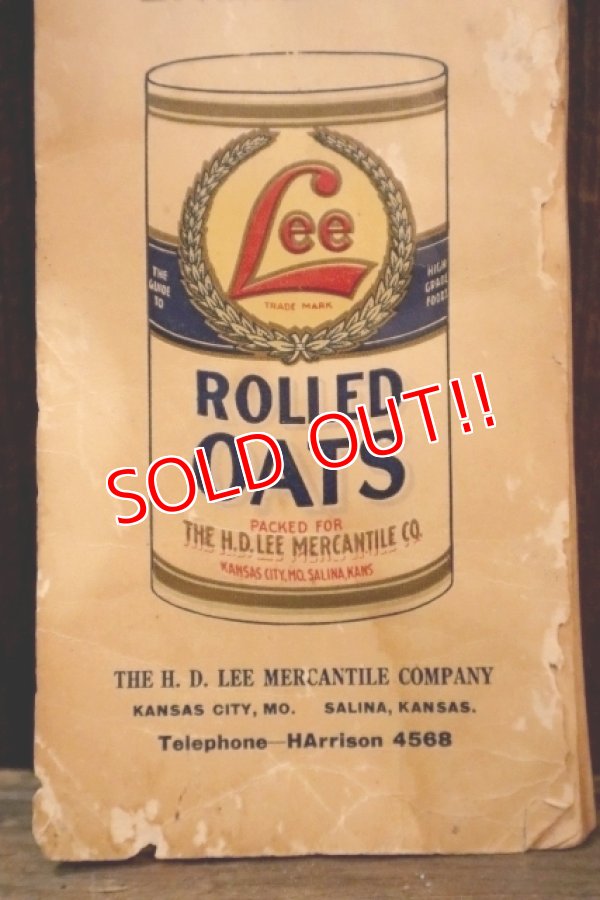 Lee
TRADE MARK
THE
GUIDE
TO
HIGH
GRADE
FOODS
ROLLED
OATS
SOLD OUT!!
PACKED FOR
THE H.D. LEE MERCANTILE CO.
KANSAS CITY, MO. SALINA, KANS
THE H. D. LEE MERCANTILE COMPANY
KANSAS CITY, MO. SALINA, KANSAS.
Telephone—HArrison 4568